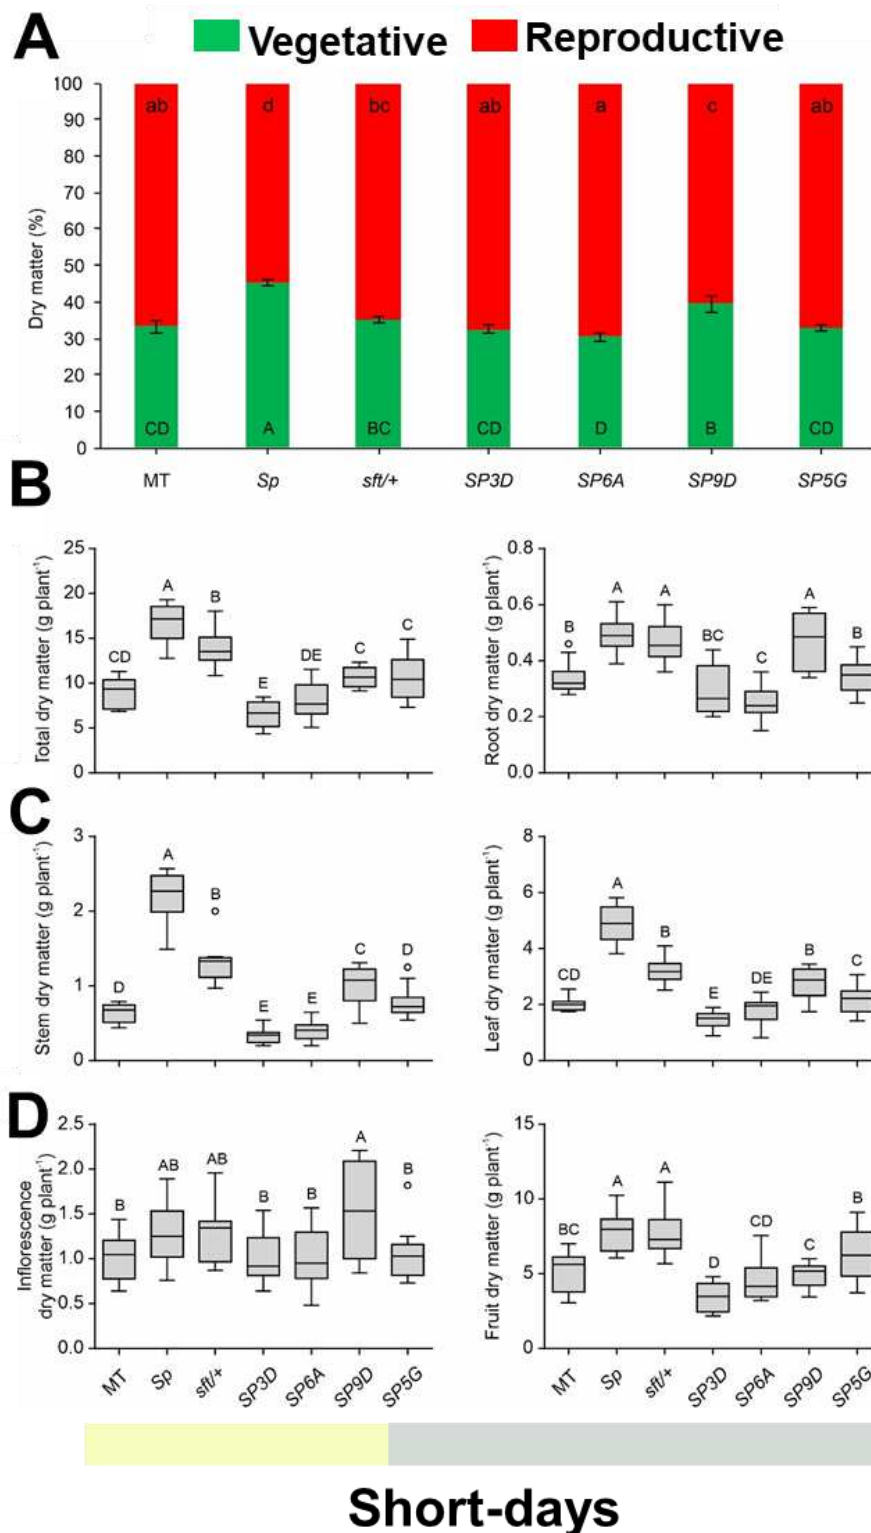 A
Vegetative Reproductive
Dry matter (%)
100
90
80
70
60
50
40
30
20
10
0
ab d bc ab a c ab
CD A BC CD D B CD
MT Sp sft/+ SP3D SP6A SP9D SP5G
B
Total dry matter (g plant⁻¹)
25
20
15
10
5
0
CD A B E DE C C
Root dry matter (g plant⁻¹)
0.8
0.6
0.4
0.2
0.0
B A A BC C A B
C
Stem dry matter (g plant⁻¹)
3
2
1
0
D A B E E C D
Leaf dry matter (g plant⁻¹)
8
6
4
2
0
CD A B E DE B C
D
Inflorescence
dry matter (g plant⁻¹)
2.5
2.0
1.5
1.0
0.5
0.0
B AB AB B B A B
MT Sp sft/+ SP3D SP6A SP9D SP5G
Fruit dry matter (g plant⁻¹)
15
10
5
0
BC A A D CD C B
MT Sp sft/+ SP3D SP6A SP9D SP5G
Short-days